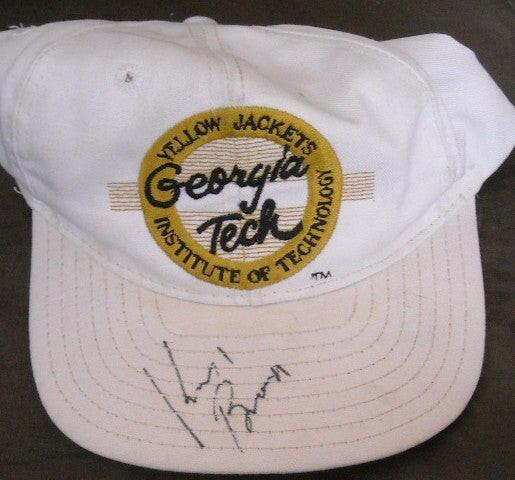 YELLOW JACKETS
Georgia
Tech
INSTITUTE OF TECHNOLOGY
TM